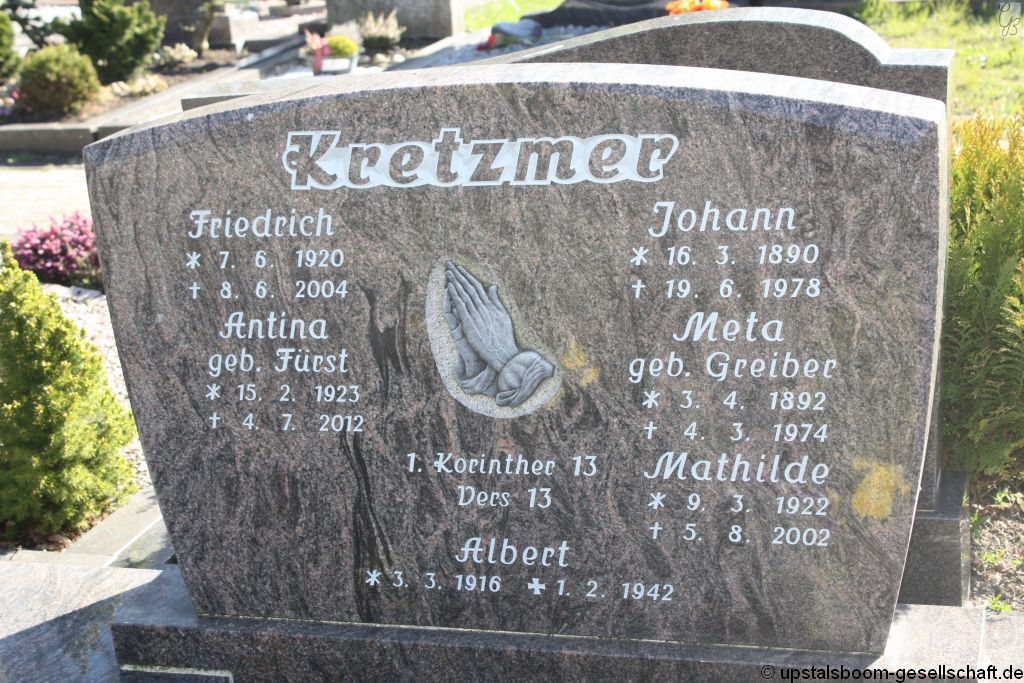 Kretzmer
Friedrich
* 7. 6. 1920
† 8. 6. 2004
Antina
geb. Fürst
* 15. 2. 1923
† 4. 7. 2012
Johann
* 16. 3. 1890
† 19. 6. 1978
Meta
geb. Greiber
* 3. 4. 1892
† 4. 3. 1974
Mathilde
* 9. 3. 1922
† 5. 8. 2002
1. Korinther 13
Vers 13
Albert
* 3. 3. 1916 ✠ 1. 2. 1942
© upstalsboom-gesellschaft.de